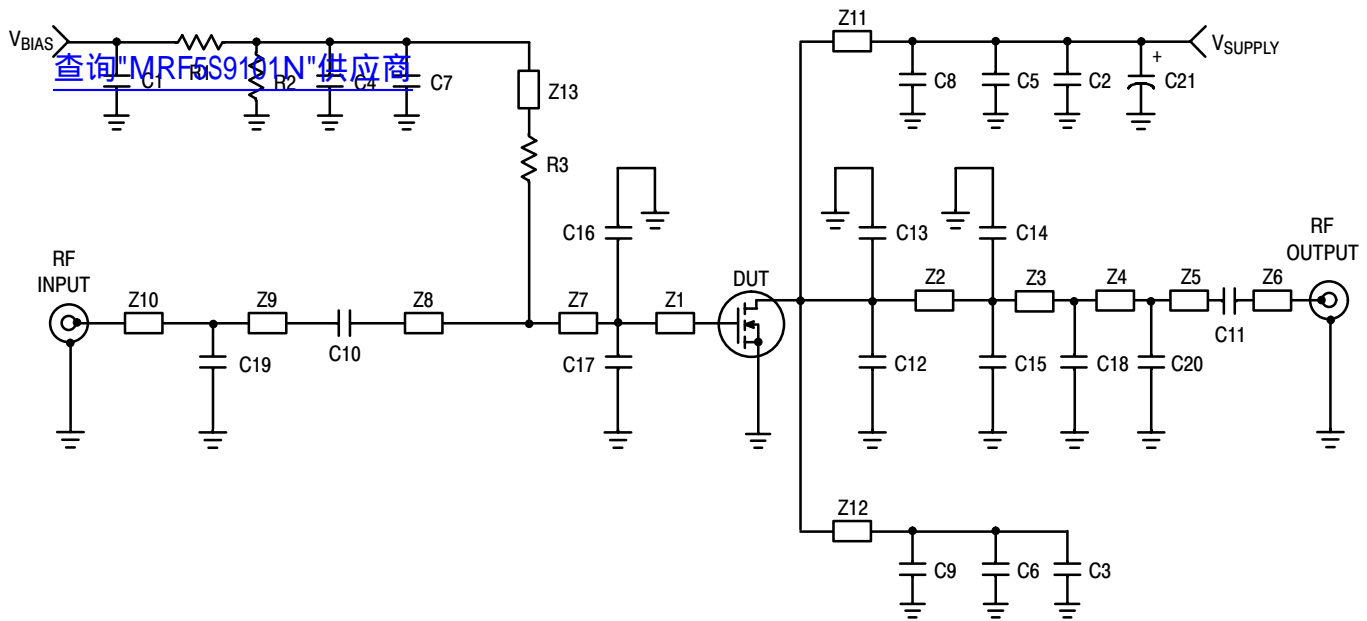 Z11
VBIAS
VSUPPLY
查询"MRF5S9101N"供应商
C1
R1
R2
C4
C7
Z13
C8
C5
C2
+
C21
R3
C16
C13
C14
RF
INPUT
RF
OUTPUT
DUT
Z10
Z9
Z8
Z7
Z1
Z2
Z3
Z4
Z5
Z6
C19
C10
C17
C12
C15
C18
C20
C11
Z12
C9
C6
C3